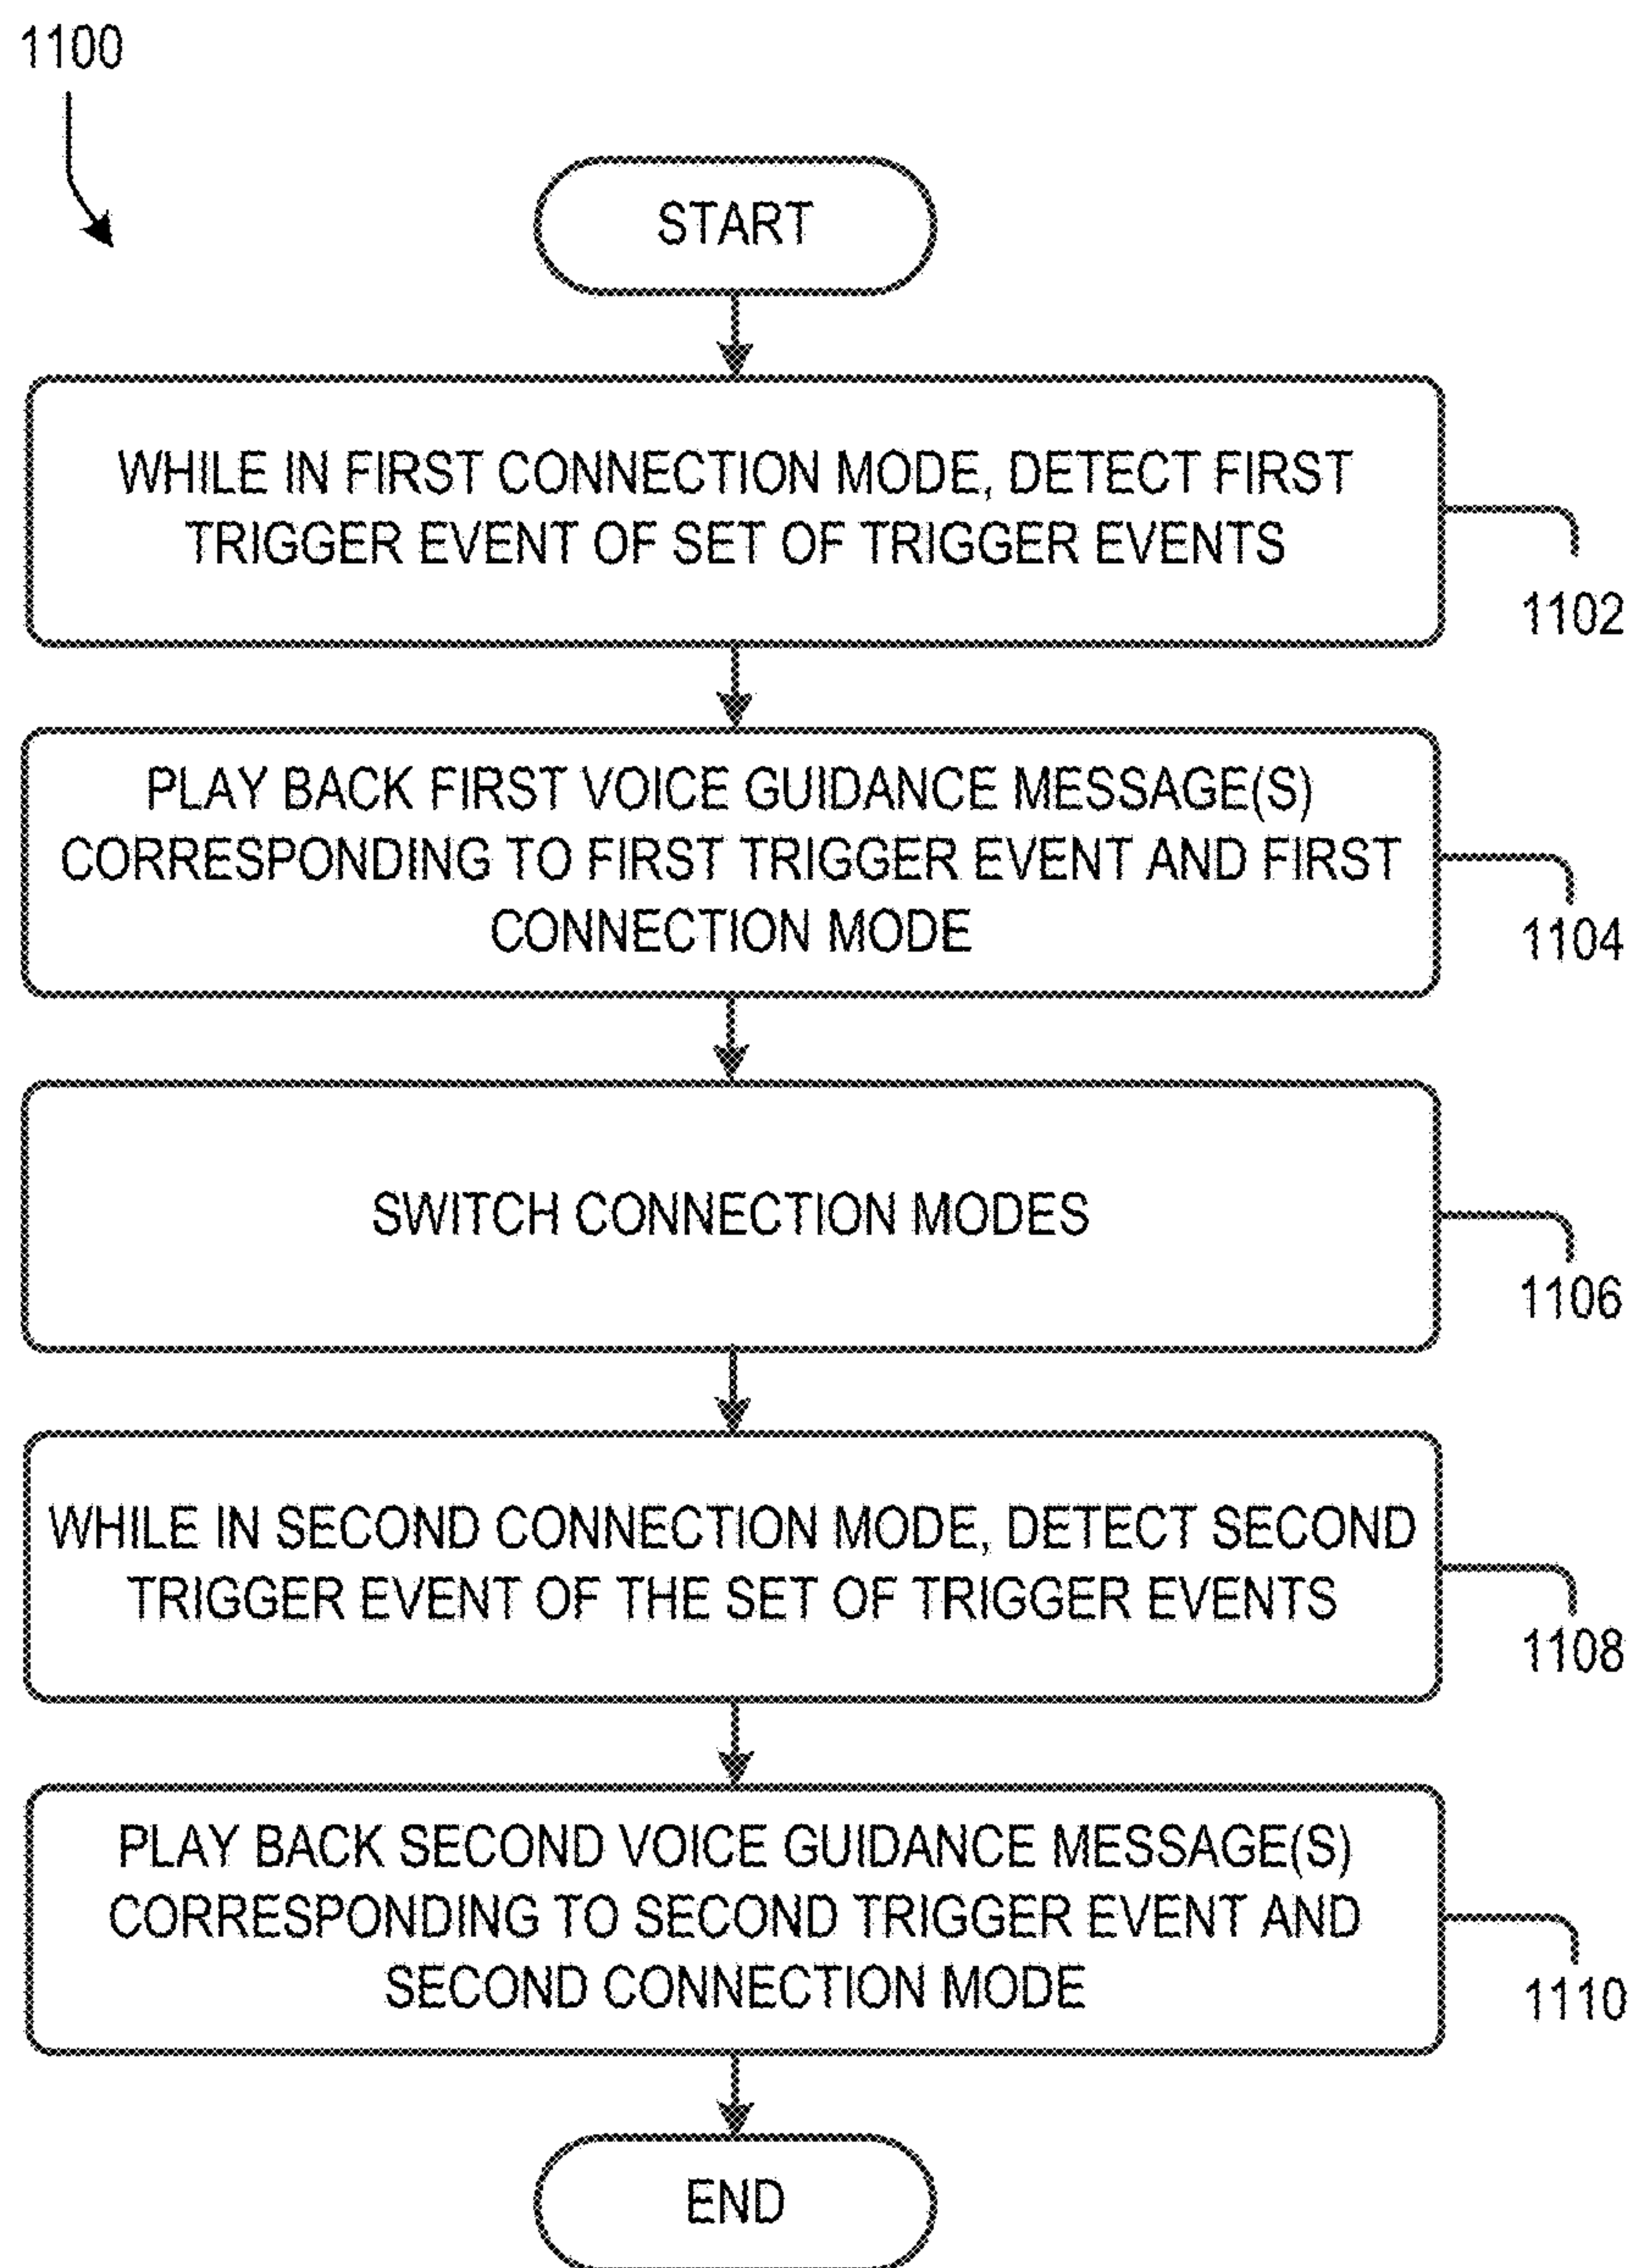 1100
START
WHILE IN FIRST CONNECTION MODE, DETECT FIRST
TRIGGER EVENT OF SET OF TRIGGER EVENTS
1102
PLAY BACK FIRST VOICE GUIDANCE MESSAGE(S)
CORRESPONDING TO FIRST TRIGGER EVENT AND FIRST
CONNECTION MODE
1104
SWITCH CONNECTION MODES
1106
WHILE IN SECOND CONNECTION MODE, DETECT SECOND
TRIGGER EVENT OF THE SET OF TRIGGER EVENTS
1108
PLAY BACK SECOND VOICE GUIDANCE MESSAGE(S)
CORRESPONDING TO SECOND TRIGGER EVENT AND
SECOND CONNECTION MODE
1110
END